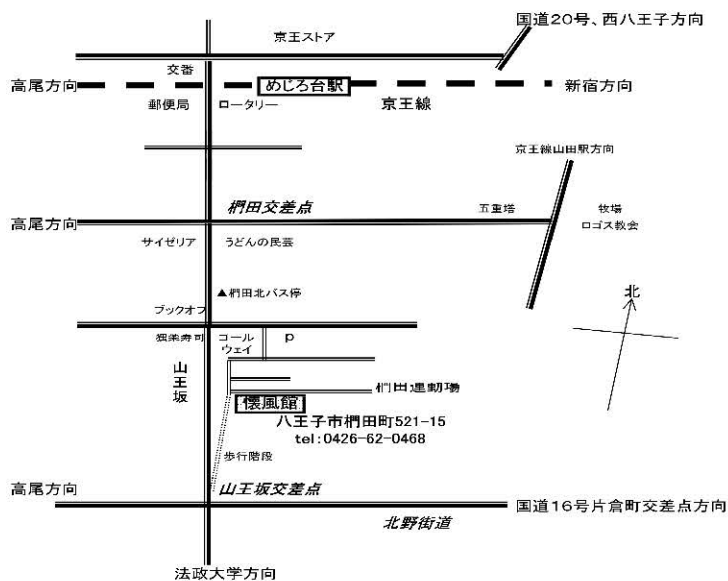 国道20号、西八王子方向
京王ストア
交番
高尾方向
めじろ台駅
京王線
新宿方向
郵便局
ロータリー
京王線山田駅方向
椚田交差点
五重塔
牧場
ロゴス教会
高尾方向
サイゼリア
うどんの民芸
▲椚田北バス停
北
ブックオフ
コール
ウェイ
P
山王坂
椚田運動場
懐風館
八王子市椚田町521-15
tel:0426-62-0468
歩行階段
高尾方向
山王坂交差点
国道16号片倉町交差点方向
北野街道
法政大学方向